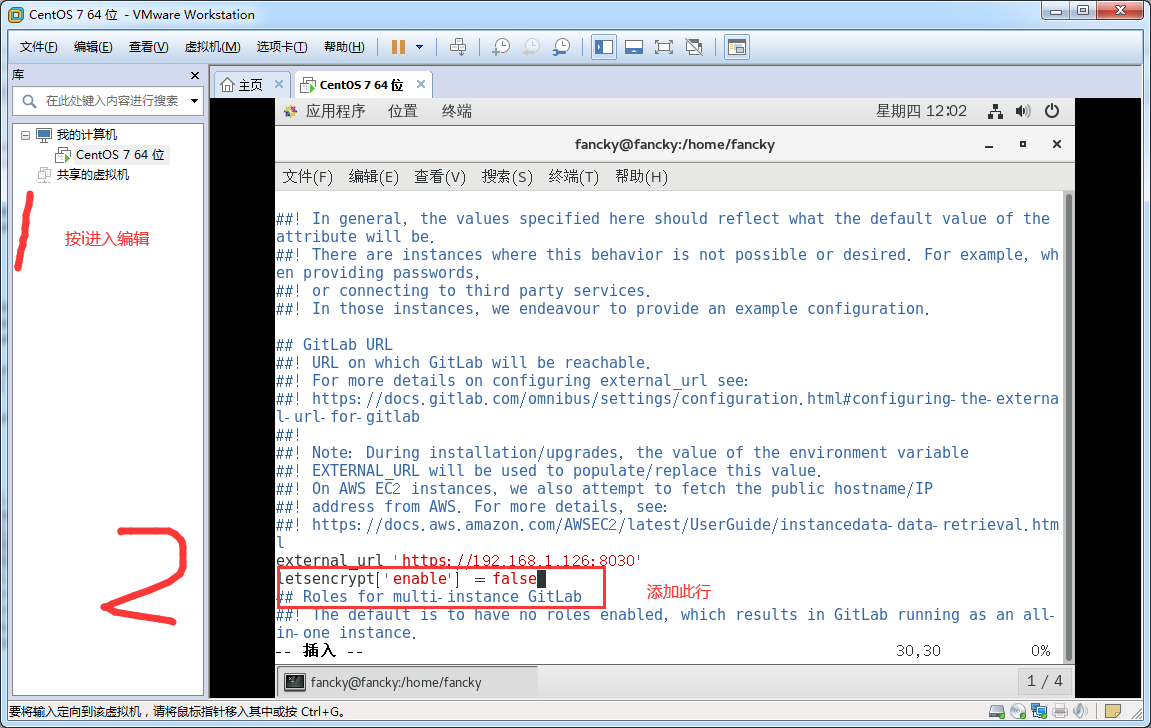 CentOS 7 64 位 - VMware Workstation
文件(F) 编辑(E) 查看(V) 虚拟机(M) 选项卡(T) 帮助(H)
库
在此处键入内容进行搜索
我的计算机
CentOS 7 64 位
共享的虚拟机
1
按i进入编辑
2
主页 CentOS 7 64 位
应用程序 位置 终端 星期四 12:02
fancky@fancky:/home/fancky
文件(F) 编辑(E) 查看(V) 搜索(S) 终端(T) 帮助(H)
##! In general, the values specified here should reflect what the default value of the
attribute will be.
##! There are instances where this behavior is not possible or desired. For example, wh
en providing passwords,
##! or connecting to third party services.
##! In those instances, we endeavour to provide an example configuration.
## GitLab URL
##! URL on which GitLab will be reachable.
##! For more details on configuring external_url see:
##! https://docs.gitlab.com/omnibus/settings/configuration.html#configuring-the-externa
l-url-for-gitlab
##!
##! Note: During installation/upgrades, the value of the environment variable
##! EXTERNAL_URL will be used to populate/replace this value.
##! On AWS EC2 instances, we also attempt to fetch the public hostname/IP
##! address from AWS. For more details, see:
##! https://docs.aws.amazon.com/AWSEC2/latest/UserGuide/instancedata-data-retrieval.htm
l
external_url 'https://192.168.1.126:8030'
letsencrypt['enable'] = false
添加此行
## Roles for multi-instance GitLab
##! The default is to have no roles enabled, which results in GitLab running as an all-
in-one instance.
-- 插入 -- 30,30 0%
fancky@fancky:/home/fancky 1 / 4
要将输入定向到该虚拟机，请将鼠标指针移入其中或按 Ctrl+G。